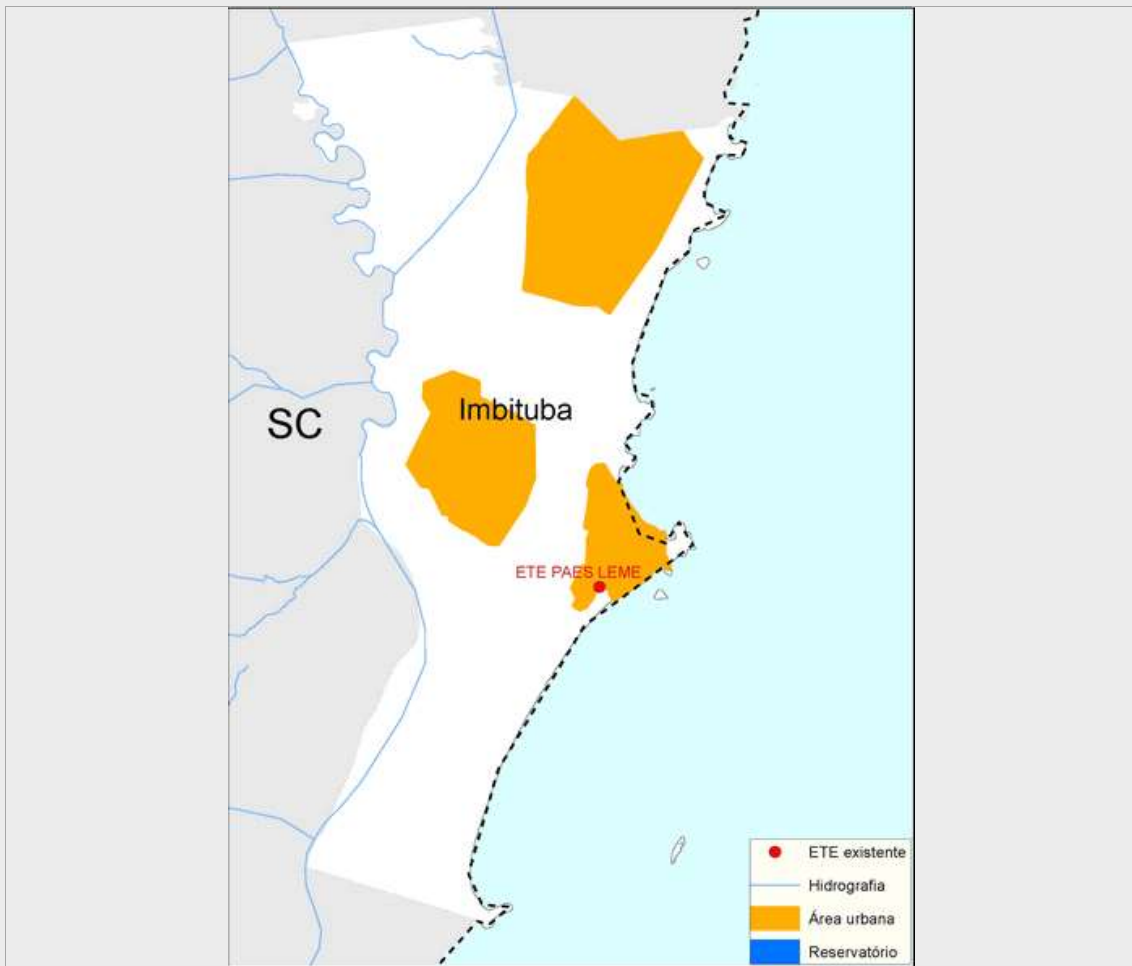 Imbituba
SC
ETE PAES LEME
ETE existente
Hidrografia
Área urbana
Reservatório